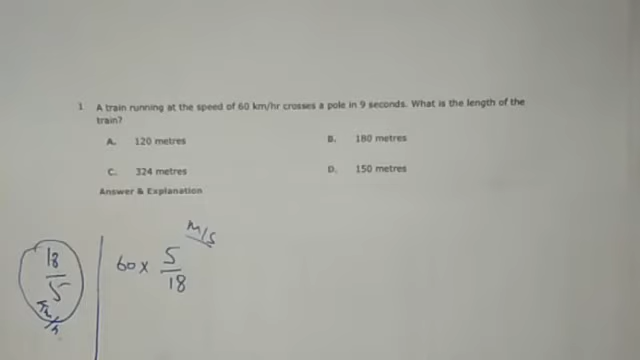 1 A train running at the speed of 60 km/hr crosses a pole in 9 seconds. What is the length of the
train?
A. 120 metres
B. 180 metres
C. 324 metres
D. 150 metres
Answer & Explanation
M/S
18
5
60 x 5
18